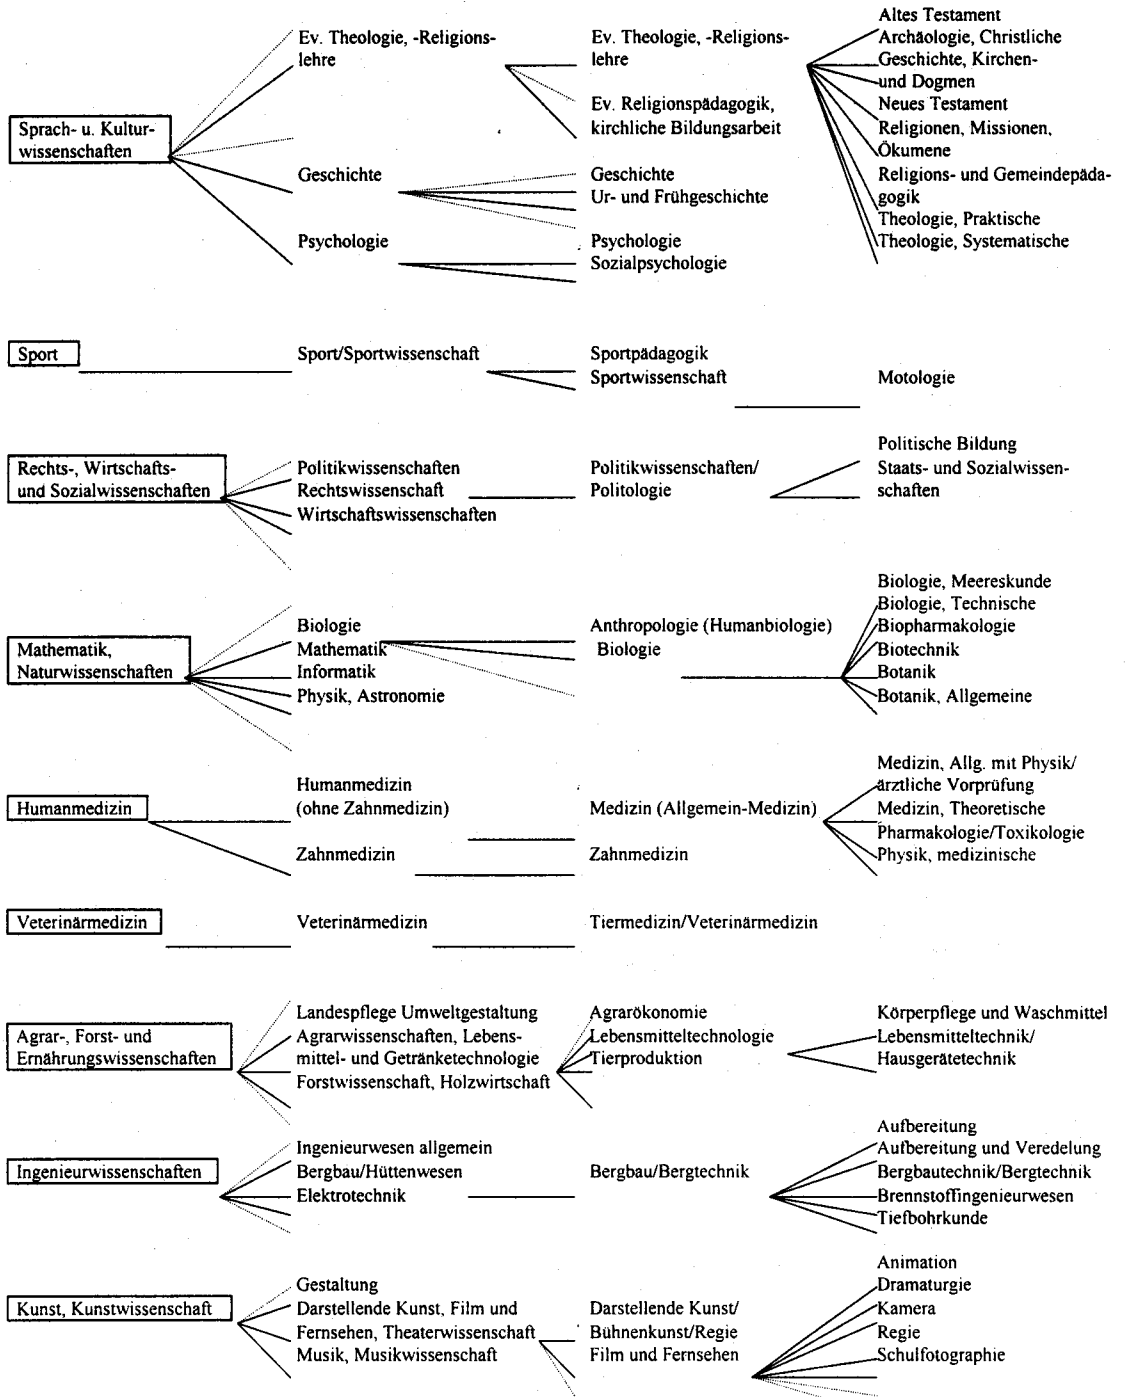 Sprach- u. Kultur-
wissenschaften
Ev. Theologie, -Religions-
lehre
Geschichte
Psychologie
Ev. Theologie, -Religions-
lehre
Ev. Religionspädagogik,
kirchliche Bildungsarbeit
Geschichte
Ur- und Frühgeschichte
Psychologie
Sozialpsychologie
Altes Testament
Archäologie, Christliche
Geschichte, Kirchen-
und Dogmen
Neues Testament
Religionen, Missionen,
Ökumene
Religions- und Gemeindepäda-
gogik
Theologie, Praktische
Theologie, Systematische
Sport
Sport/Sportwissenschaft
Sportpädagogik
Sportwissenschaft
Motologie
Rechts-, Wirtschafts-
und Sozialwissenschaften
Politikwissenschaften
Rechtswissenschaft
Wirtschaftswissenschaften
Politikwissenschaften/
Politologie
Politische Bildung
Staats- und Sozialwissen-
schaften
Mathematik,
Naturwissenschaften
Biologie
Mathematik
Informatik
Physik, Astronomie
Anthropologie (Humanbiologie)
Biologie
Biologie, Meereskunde
Biologie, Technische
Biopharmakologie
Biotechnik
Botanik
Botanik, Allgemeine
Humanmedizin
Humanmedizin
(ohne Zahnmedizin)
Zahnmedizin
Medizin (Allgemein-Medizin)
Zahnmedizin
Medizin, Allg. mit Physik/
ärztliche Vorprüfung
Medizin, Theoretische
Pharmakologie/Toxikologie
Physik, medizinische
Veterinärmedizin
Veterinärmedizin
Tiermedizin/Veterinärmedizin
Agrar-, Forst- und
Ernährungswissenschaften
Landespflege Umweltgestaltung
Agrarwissenschaften, Lebens-
mittel- und Getränketechnologie
Forstwissenschaft, Holzwirtschaft
Agrarökonomie
Lebensmitteltechnologie
Tierproduktion
Körperpflege und Waschmittel
Lebensmitteltechnik/
Hausgerätetechnik
Ingenieurwissenschaften
Ingenieurwesen allgemein
Bergbau/Hüttenwesen
Elektrotechnik
Bergbau/Bergtechnik
Aufbereitung
Aufbereitung und Veredelung
Bergbautechnik/Bergtechnik
Brennstoffingenieurwesen
Tiefbohrkunde
Kunst, Kunstwissenschaft
Gestaltung
Darstellende Kunst, Film und
Fernsehen, Theaterwissenschaft
Musik, Musikwissenschaft
Darstellende Kunst/
Bühnenkunst/Regie
Film und Fernsehen
Animation
Dramaturgie
Kamera
Regie
Schulfotographie